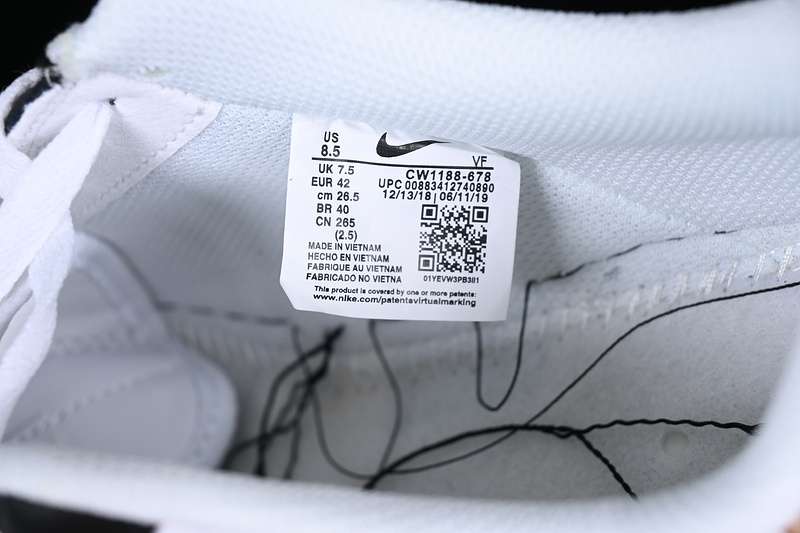 US
8.5
VF
UK 7.5
EUR 42
cm 26.5
BR 40
CN 265
(2.5)
CW1188-678
UPC 00883412740890
12/13/18 | 06/11/19
MADE IN VIETNAM
HECHO EN VIETNAM
FABRIQUE AU VIETNAM
FABRICADO NO VIETNA
01YEVW3PB381
This product is covered by one or more patents:
www.nike.com/patentsvirtualmarking